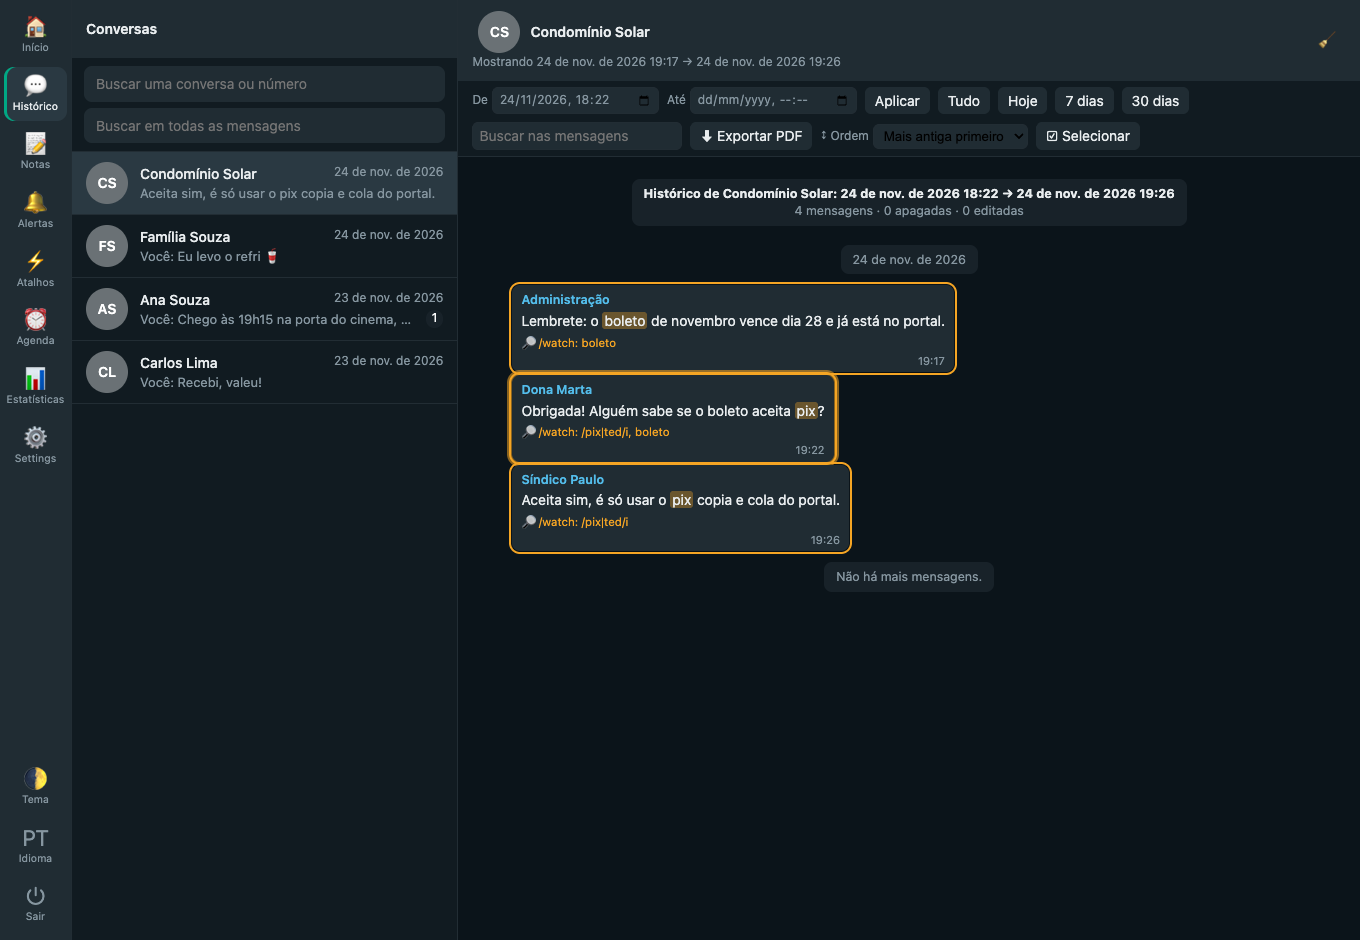 Início
Histórico
Notas
Alertas
Atalhos
Agenda
Estatísticas
Settings
Tema
PT
Idioma
Sair
Conversas
Buscar uma conversa ou número
Buscar em todas as mensagens
CS
Condomínio Solar
24 de nov. de 2026
Aceita sim, é só usar o pix copia e cola do portal.
FS
Família Souza
24 de nov. de 2026
Você: Eu levo o refri 🥤
AS
Ana Souza
23 de nov. de 2026
Você: Chego às 19h15 na porta do cinema, ...
1
CL
Carlos Lima
23 de nov. de 2026
Você: Recebi, valeu!
CS
Condomínio Solar
Mostrando 24 de nov. de 2026 19:17 → 24 de nov. de 2026 19:26
De 24/11/2026, 18:22 Até dd/mm/yyyy, --:-- Aplicar Tudo Hoje 7 dias 30 dias
Buscar nas mensagens ⬇ Exportar PDF ↕ Ordem Mais antiga primeiro ☑ Selecionar
Histórico de Condomínio Solar: 24 de nov. de 2026 18:22 → 24 de nov. de 2026 19:26
4 mensagens · 0 apagadas · 0 editadas
24 de nov. de 2026
Administração
Lembrete: o boleto de novembro vence dia 28 e já está no portal.
🔎 /watch: boleto
19:17
Dona Marta
Obrigada! Alguém sabe se o boleto aceita pix?
🔎 /watch: /pix|ted/i, boleto
19:22
Síndico Paulo
Aceita sim, é só usar o pix copia e cola do portal.
🔎 /watch: /pix|ted/i
19:26
Não há mais mensagens.